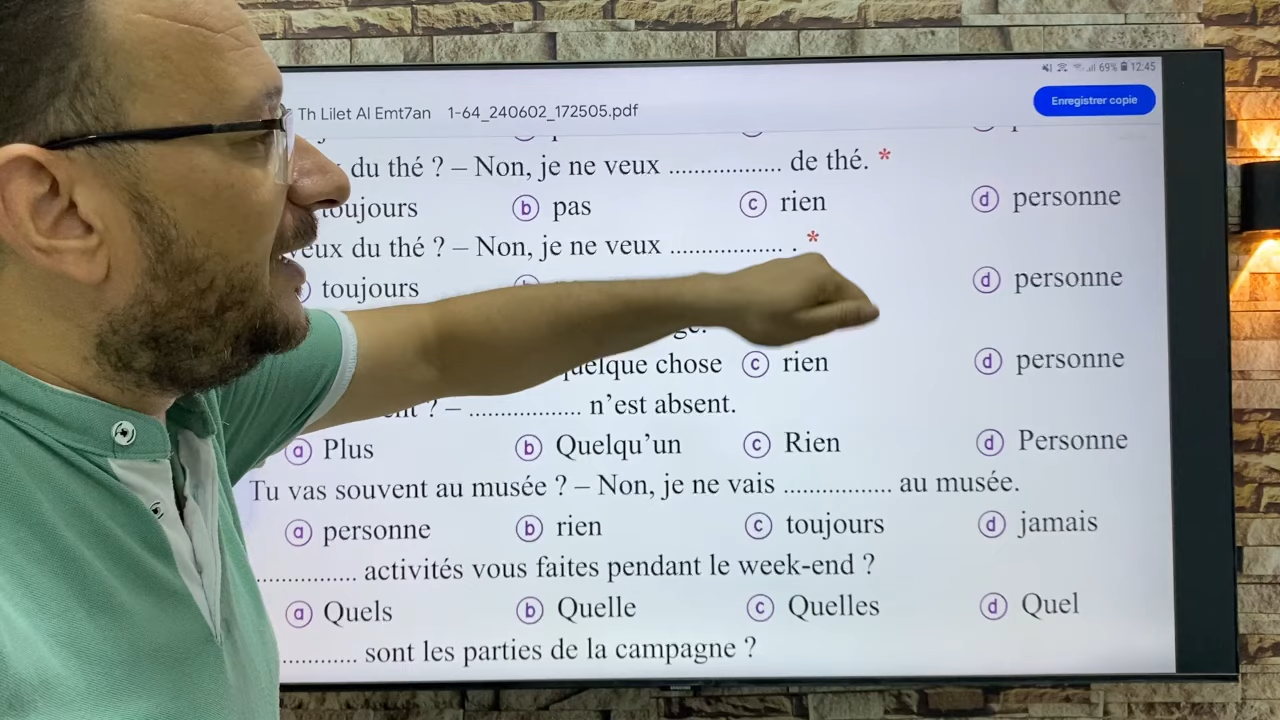 69% 12:45
Th Lilet Al Emt7an 1-64_240602_172505.pdf
Enregistrer copie
du thé ? – Non, je ne veux ................. de thé. *
toujours b pas c rien d personne
veux du thé ? – Non, je ne veux ................. . *
toujours d personne
quelque chose c rien d personne
? – ................. n’est absent.
a Plus b Quelqu’un c Rien d Personne
Tu vas souvent au musée ? – Non, je ne vais ................. au musée.
a personne b rien c toujours d jamais
................ activités vous faites pendant le week-end ?
a Quels b Quelle c Quelles d Quel
............ sont les parties de la campagne ?